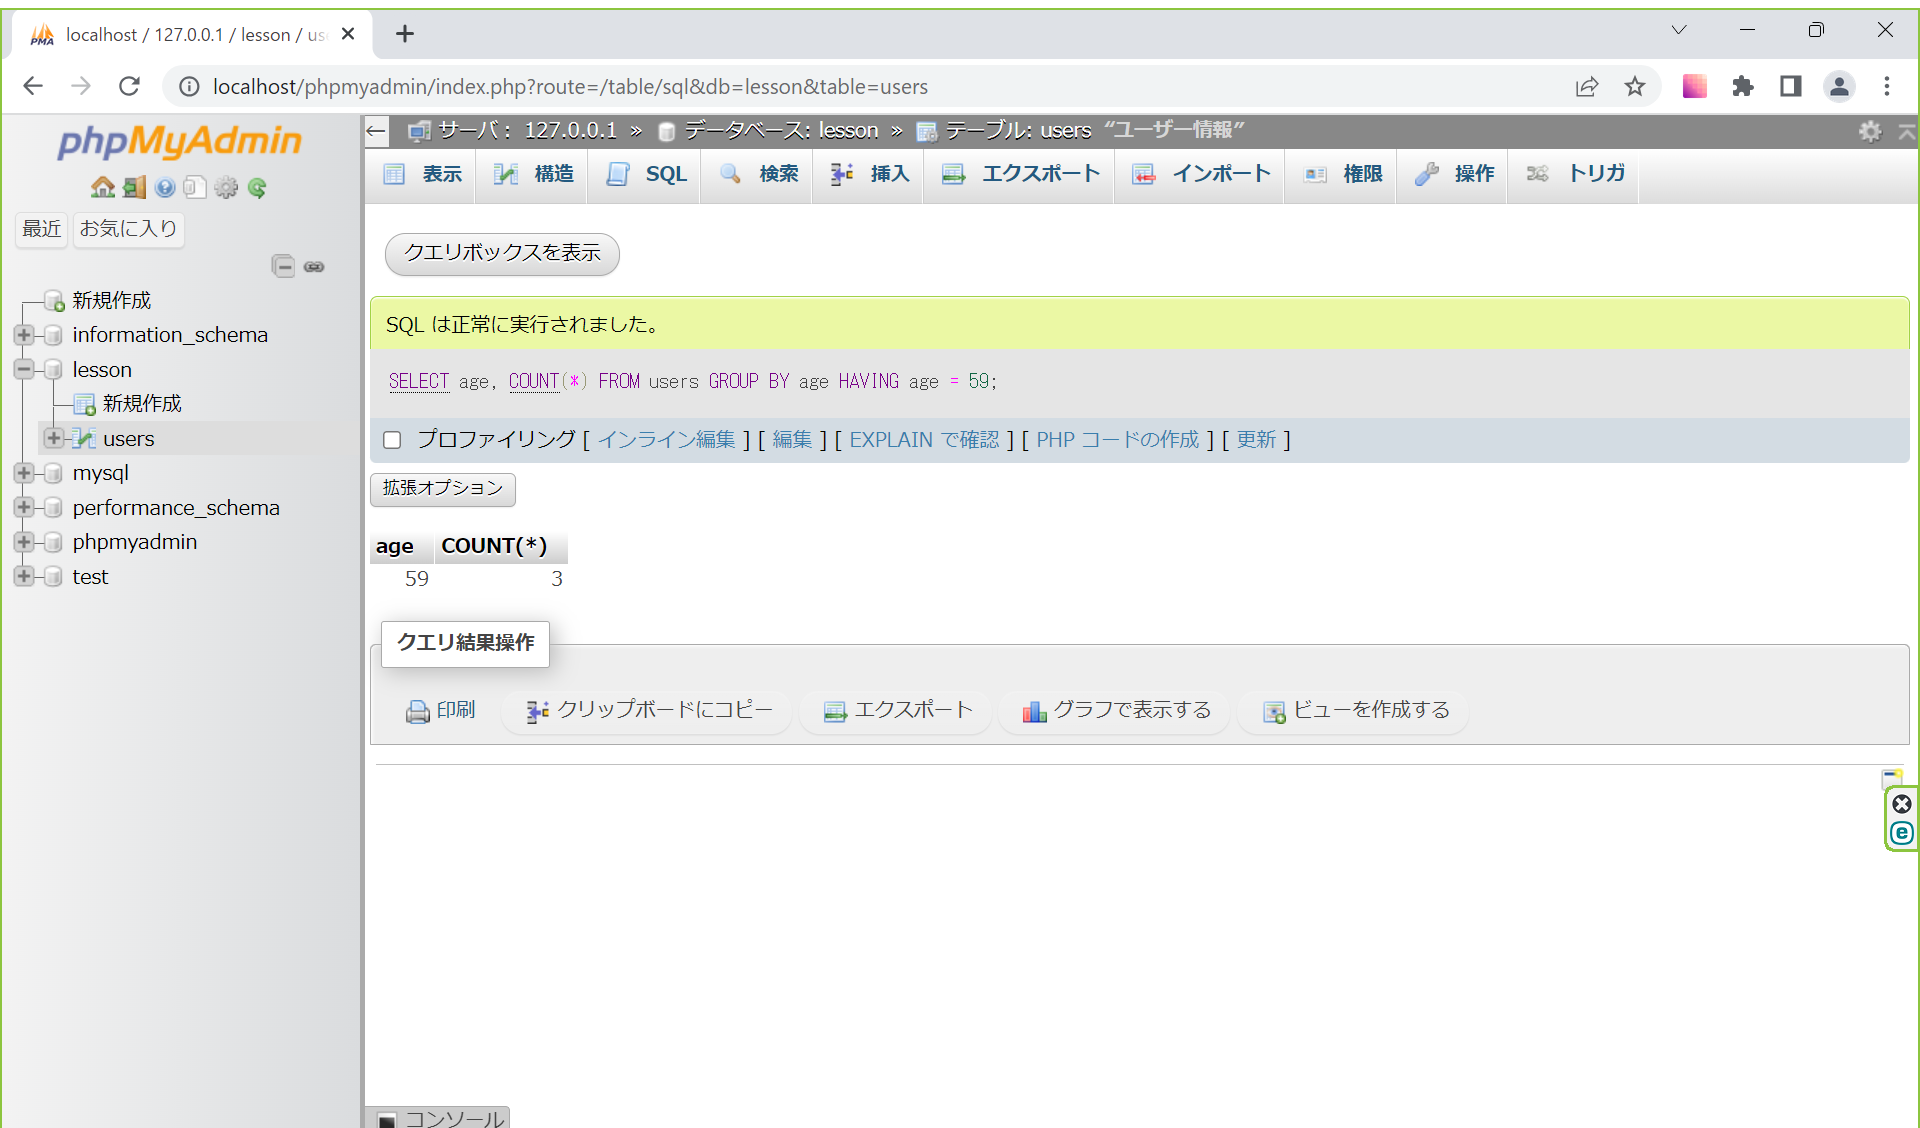 localhost / 127.0.0.1 / lesson / us
localhost/phpmyadmin/index.php?route=/table/sql&db=lesson&table=users
phpMyAdmin
最近 お気に入り
新規作成
information_schema
lesson
新規作成
users
mysql
performance_schema
phpmyadmin
test
サーバ: 127.0.0.1 » データベース: lesson » テーブル: users “ユーザー情報”
表示 構造 SQL 検索 挿入 エクスポート インポート 権限 操作 トリガ
クエリボックスを表示
SQL は正常に実行されました。
SELECT age, COUNT(*) FROM users GROUP BY age HAVING age = 59;
プロファイリング [ インライン編集 ] [ 編集 ] [ EXPLAIN で確認 ] [ PHP コードの作成 ] [ 更新 ]
拡張オプション
age COUNT(*)
59 3
クエリ結果操作
印刷 クリップボードにコピー エクスポート グラフで表示する ビューを作成する
コンソール